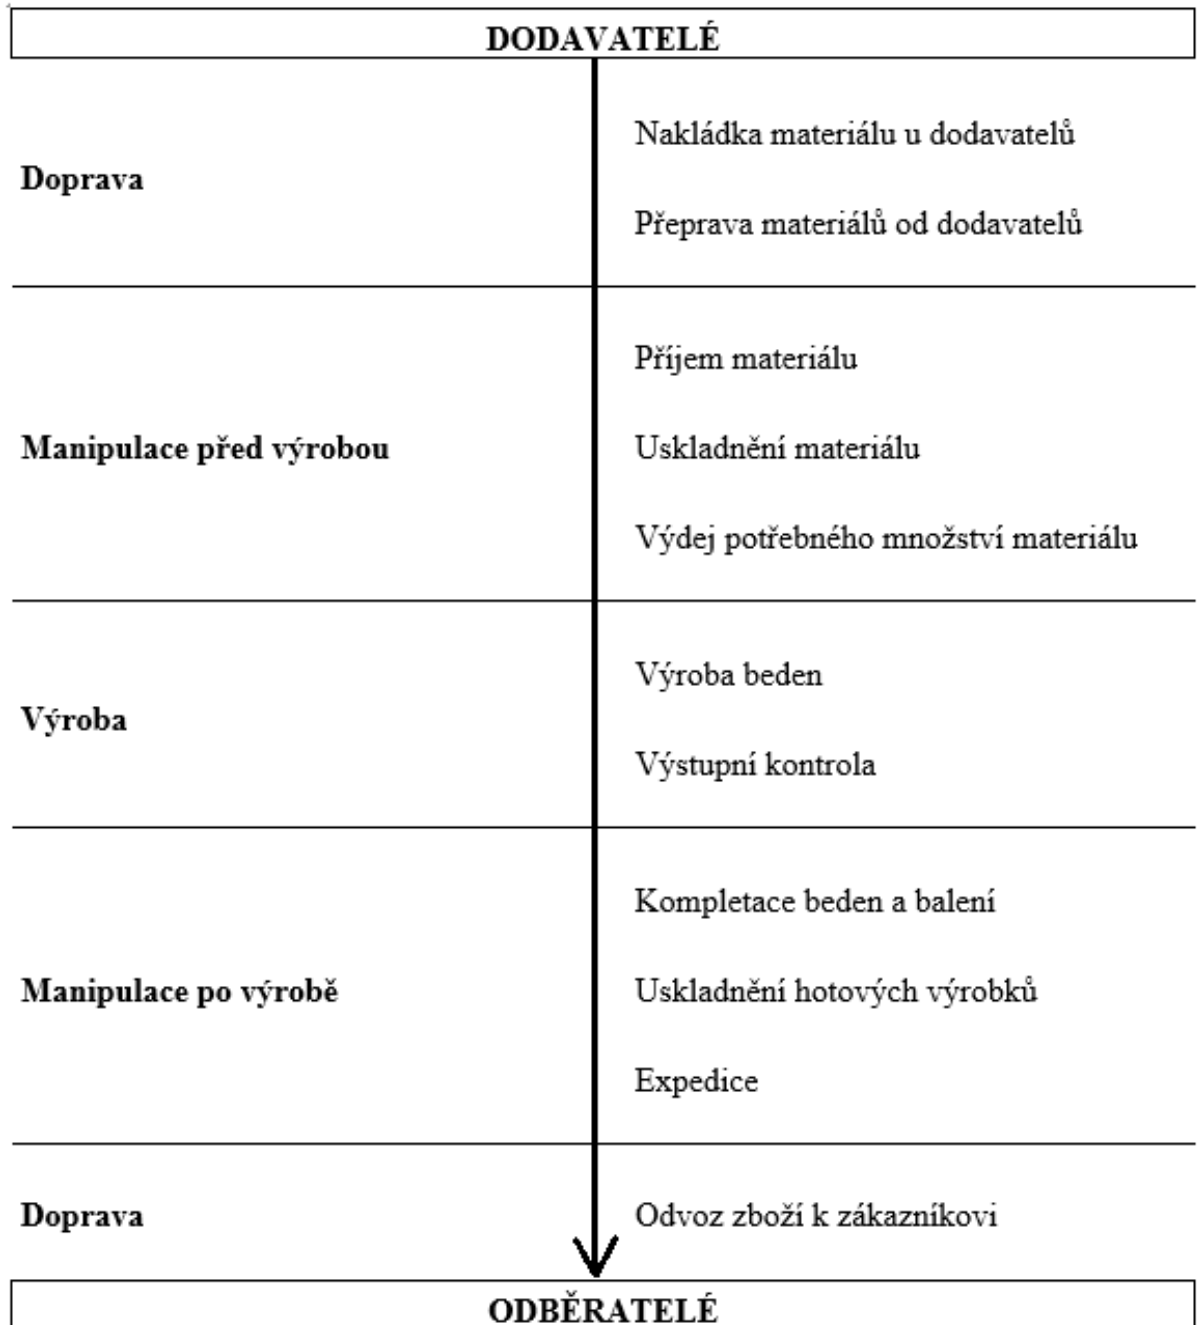 DODAVATELÉ
Doprava
Nakládka materiálu u dodavatelů
Přeprava materiálů od dodavatelů
Manipulace před výrobou
Příjem materiálu
Uskladnění materiálu
Výdej potřebného množství materiálu
Výroba
Výroba beden
Výstupní kontrola
Manipulace po výrobě
Kompletace beden a balení
Uskladnění hotových výrobků
Expedice
Doprava
Odvoz zboží k zákazníkovi
ODBĚRATELÉ